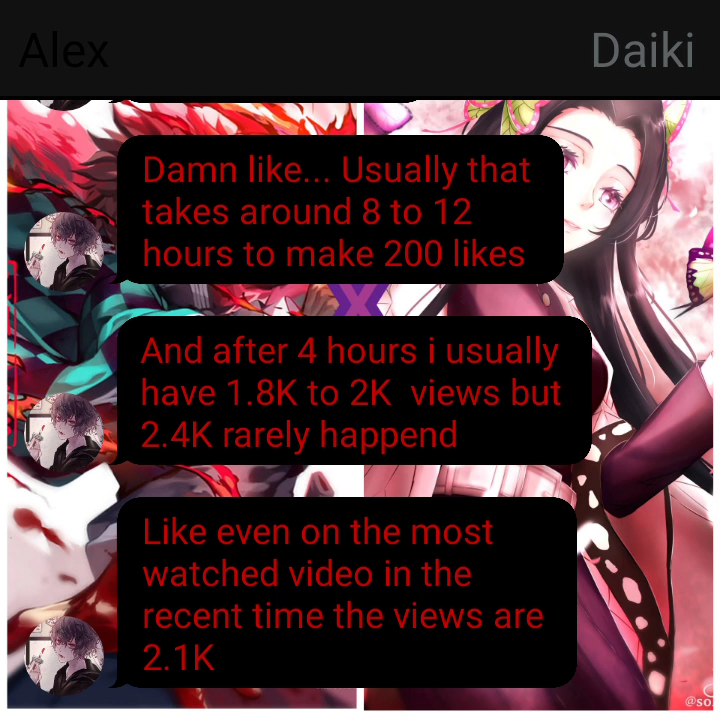 Alex
Daiki
Damn like... Usually that
takes around 8 to 12
hours to make 200 likes
X
And after 4 hours i usually
have 1.8K to 2K views but
2.4K rarely happend
Like even on the most
watched video in the
recent time the views are
2.1K